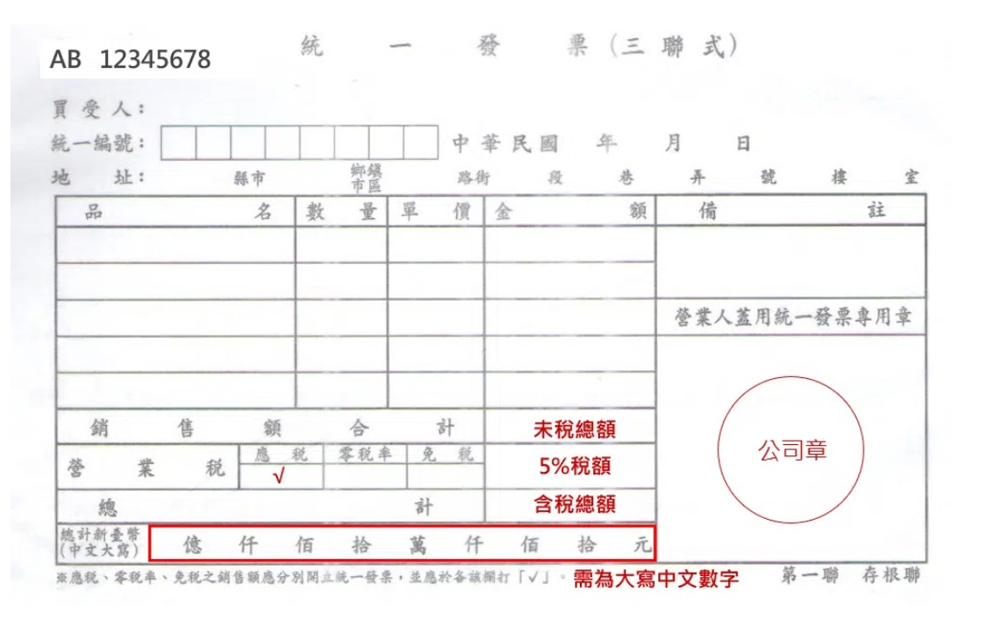 統一發票(三聯式)
AB 12345678
買受人：
統一編號： 中華民國 年 月 日
地址： 縣市 鄉鎮市區 路街 段 巷 弄 號 樓 室
品名 數量 單價 金額 備註
營業人蓋用統一發票專用章
銷售額合計 未稅總額
公司章
應稅 零稅率 免稅
營業稅 √ 5%稅額
總計 含稅總額
總計新臺幣
(中文大寫) 億 仟 佰 拾 萬 仟 佰 拾 元
※應稅、零稅率、免稅之銷售額應分別開立統一發票，並應於各該欄打「√」。 需為大寫中文數字 第一聯 存根聯